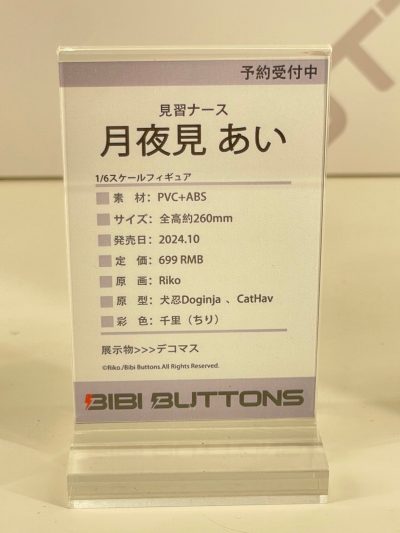 予約受付中
見習ナース
月夜見 あい
1/6スケールフィギュア
素 材：PVC+ABS
サイズ：全高約260mm
発売日：2024.10
定 価：699 RMB
原 画：Riko
原 型：犬忍Doginja 、CatHav
彩 色：千里（ちり）
展示物>>>デコマス
©Riko./Bibi Buttons.All Rights Reserved.
BIBI BUTTONS